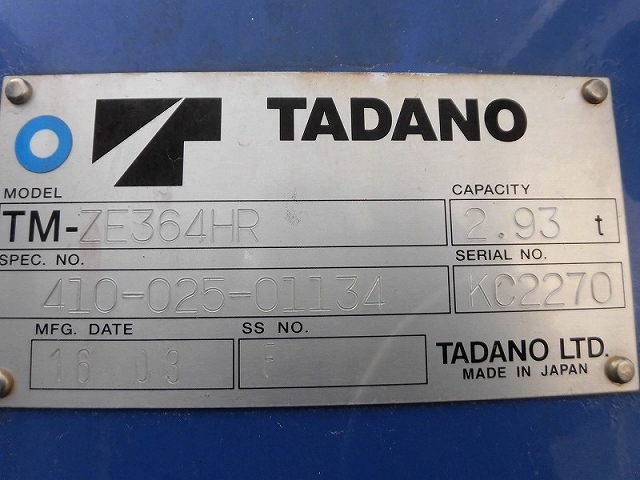 TADANO
MODEL
TM-ZE364HR
CAPACITY
2.93 t
SPEC. NO.
410-025-01134
SERIAL NO.
KC2270
MFG. DATE
16 03
SS NO.
TADANO LTD.
MADE IN JAPAN